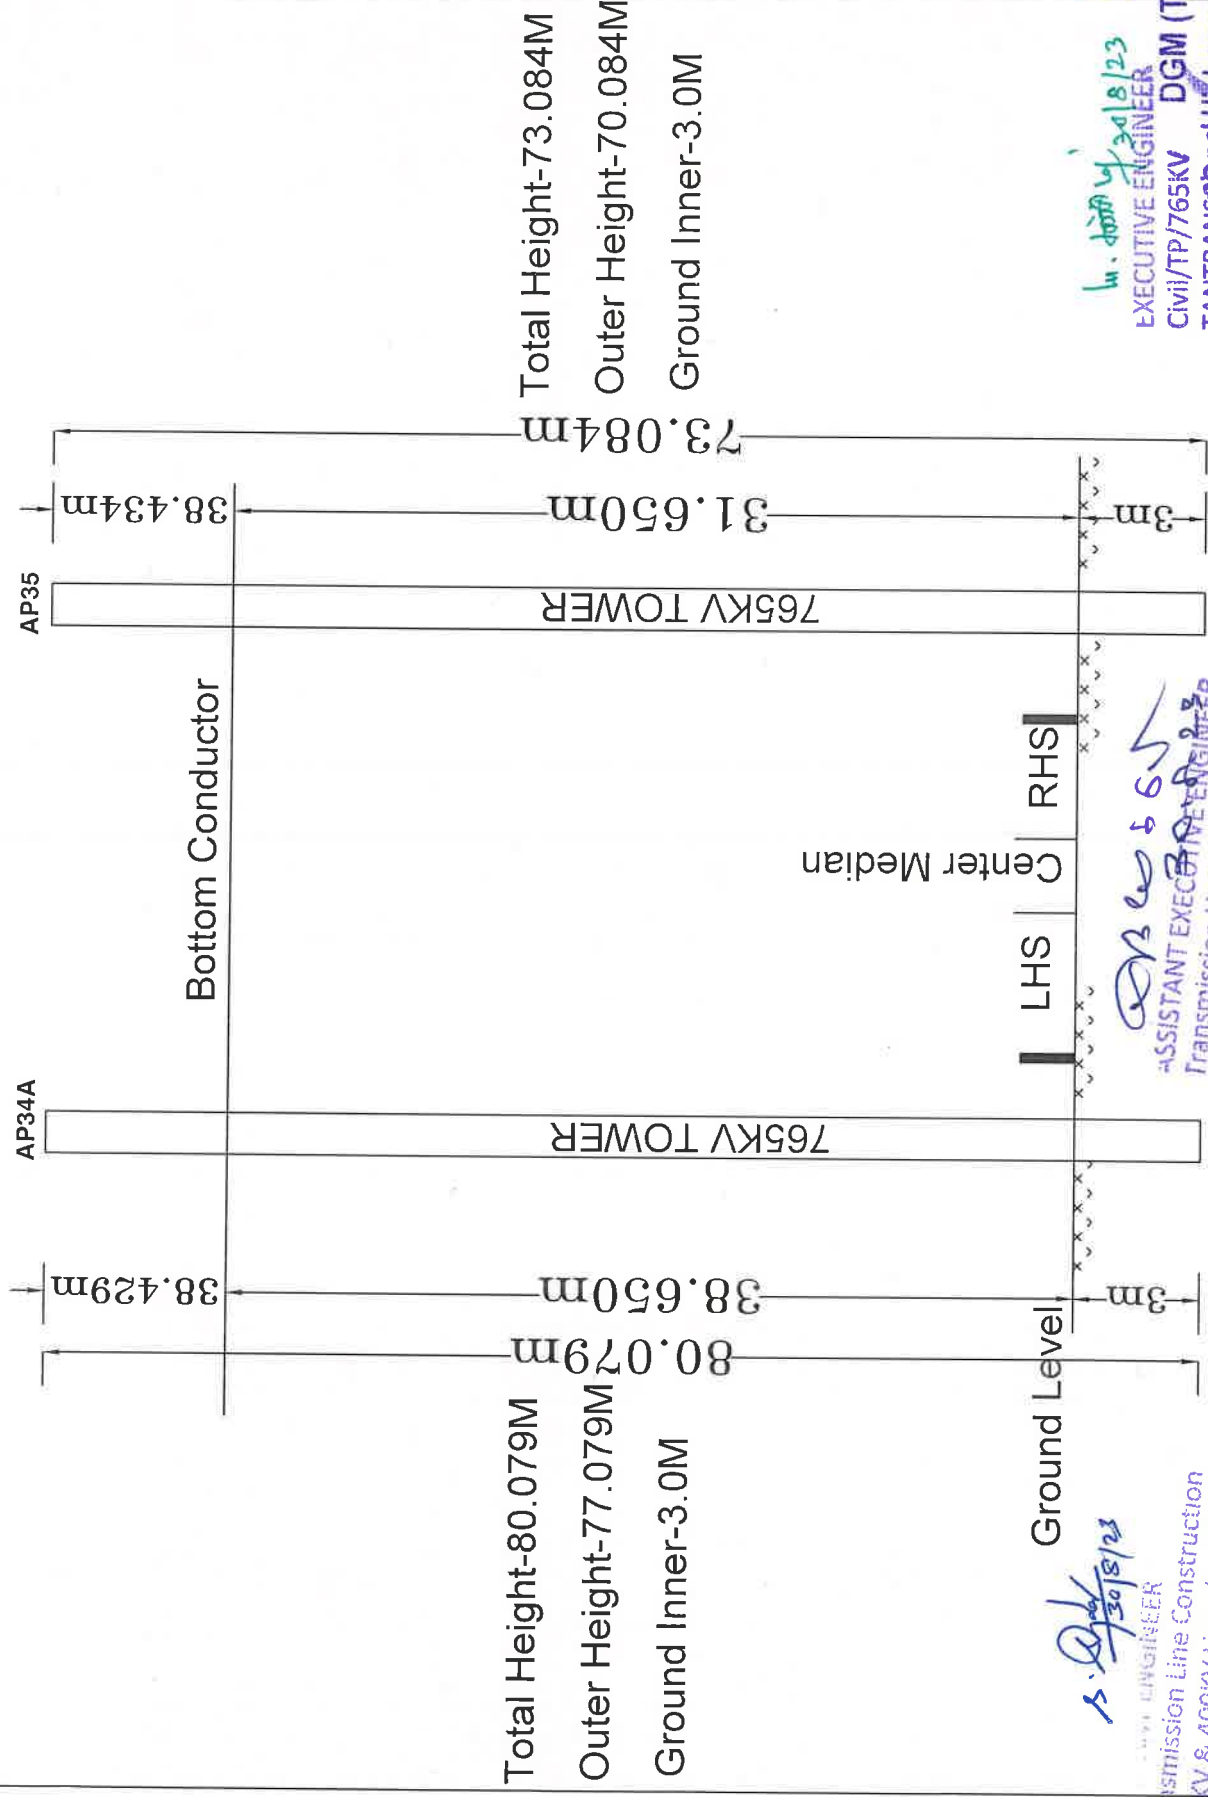 AP34A
AP35
Bottom Conductor
38.429m
38.650m
80.079m
3m
38.434m
31.650m
73.084m
3m
765KV TOWER
765KV TOWER
Total Height-80.079M
Outer Height-77.079M
Ground Inner-3.0M
Total Height-73.084M
Outer Height-70.084M
Ground Inner-3.0M
LHS
Center Median
RHS
Ground Level
30/8/23
ENGINEER
smission Line Construction
ASSISTANT EXECUTIVE ENGINEER
30/8/23
EXECUTIVE ENGINEER
Civil/TP/765KV
DGM (T